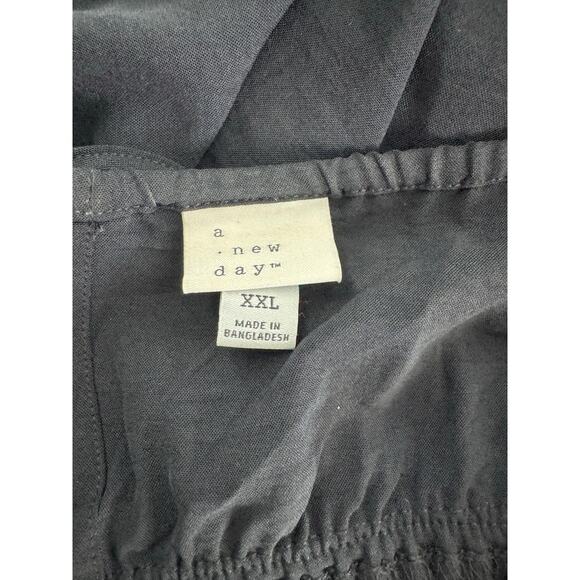 a
. new
day™
XXL
MADE IN
BANGLADESH